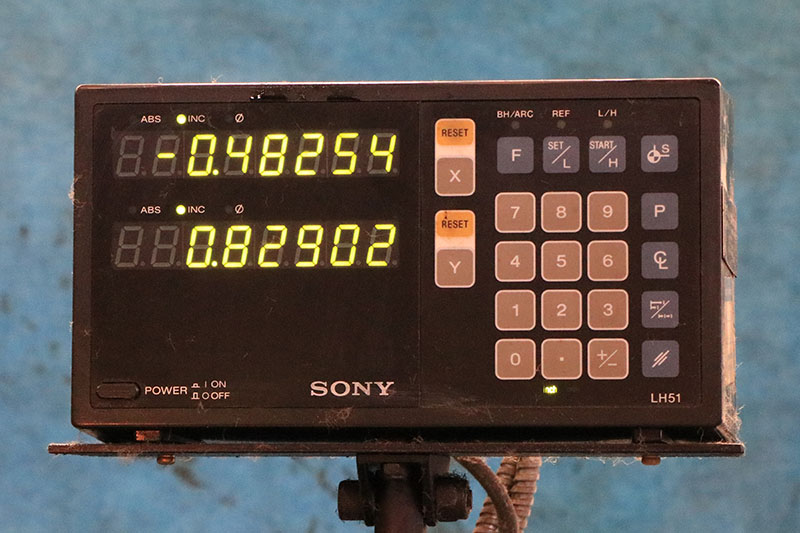 ABS INC Ø
-0.48254
ABS INC Ø
0.82902
RESET
X
RESET
Y
BH/ARC REF L/H
F SET/L START/H S
7 8 9 P
4 5 6 ℄
1 2 3
0 . +/-
inch
POWER I ON
O OFF
SONY
LH51